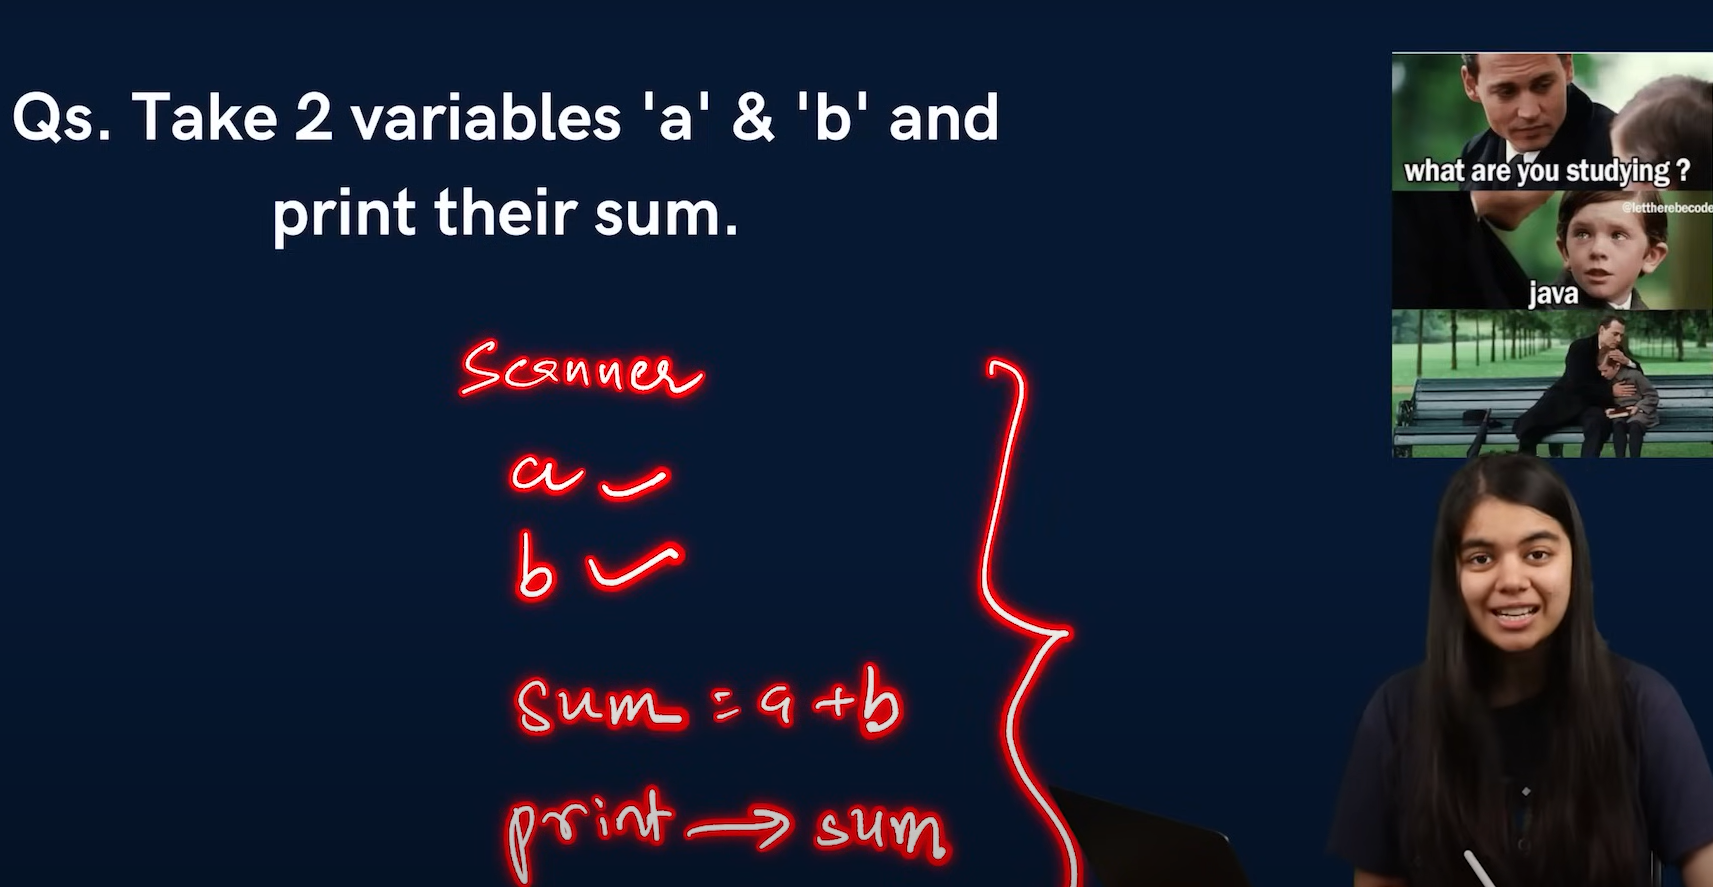 Qs. Take 2 variables 'a' & 'b' and
print their sum.
Scanner
a
b
sum = a + b
print → sum
what are you studying ?
@lettherebecode
java